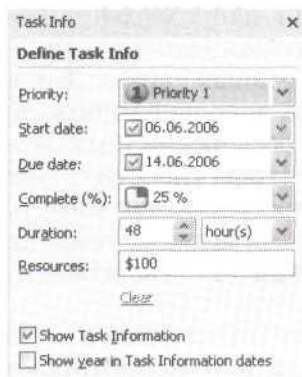 Task Info
Define Task Info
Priority: 1 Priority 1
Start date: 06.06.2006
Due date: 14.06.2006
Complete (%): 25 %
Duration: 48 hour(s)
Resources: $100
Clear
Show Task Information
Show year in Task Information dates